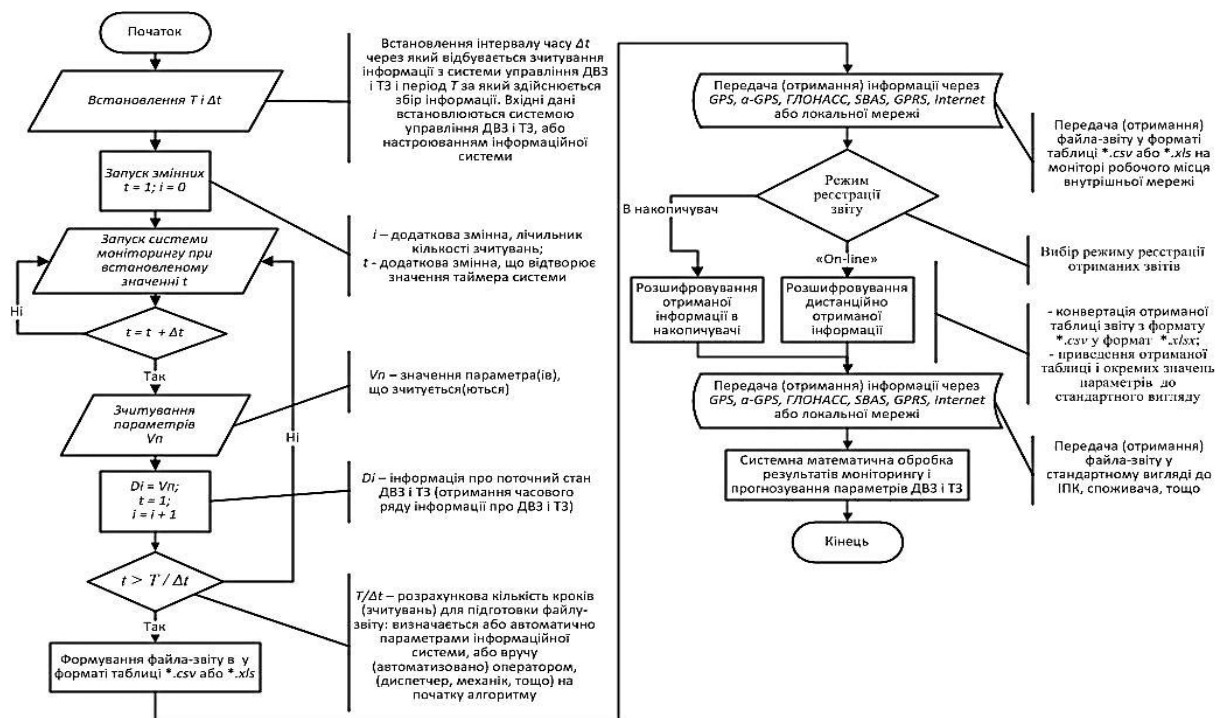 Початок
Встановлення T і Δt
Встановлення інтервалу часу Δt
через який відбувається зчитування
інформації з системи управління ДВЗ
і ТЗ і період T за який здійснюється
збір інформації. Вхідні дані
встановлюються системою
управління ДВЗ і ТЗ, або
настроюванням інформаційної
системи
Запуск змінних
t = 1; i = 0
i – додаткова змінна, лічильник
кількості зчитувань;
t - додаткова змінна, що відтворює
значення таймера системи
Запуск системи
моніторингу при
встановленому
значенні t
Ні
t = t + Δt
Так
Зчитування
параметрів
Vn
Vn – значення параметра(ів),
що зчитується(ються)
Ні
Di = Vn;
t = 1;
i = i + 1
Di – інформація про поточний стан
ДВЗ і ТЗ (отримання часового
ряду інформації про ДВЗ і ТЗ)
t > T / Δt
T/Δt – розрахункова кількість кроків
(зчитувань) для підготовки файлу-
звіту: визначається або автоматично
параметрами інформаційної
системи, або вручу
(автоматизовано) оператором,
(диспетчер, механік, тощо) на
початку алгоритму
Так
Формування файла-звіту в у
форматі таблиці *.csv або *.xls
Передача (отримання) інформації через
GPS, α-GPS, ГЛОНАСС, SBAS, GPRS, Internet
або локальної мережі
Передача (отримання)
файла-звіту у форматі
таблиці *.csv або *.xls на
моніторі робочого місця
внутрішньої мережі
Режим
реєстрації
звіту
В накопичувач
«On-line»
Вибір режиму реєстрації
отриманих звітів
Розшифровування
отриманої
інформації в
накопичувачі
Розшифровування
дистанційно
отриманої
інформації
- конвертація отриманої
таблиці звіту з формату
*.csv у формат *.xlsx;
- приведення отриманої
таблиці і окремих значень
параметрів до
стандартного вигляду
Передача (отримання) інформації через
GPS, α-GPS, ГЛОНАСС, SBAS, GPRS, Internet
або локальної мережі
Передача (отримання)
файла-звіту у
стандартному вигляді до
ІПК, споживача, тощо
Системна математична обробка
результатів моніторингу і
прогнозування параметрів ДВЗ і ТЗ
Кінець